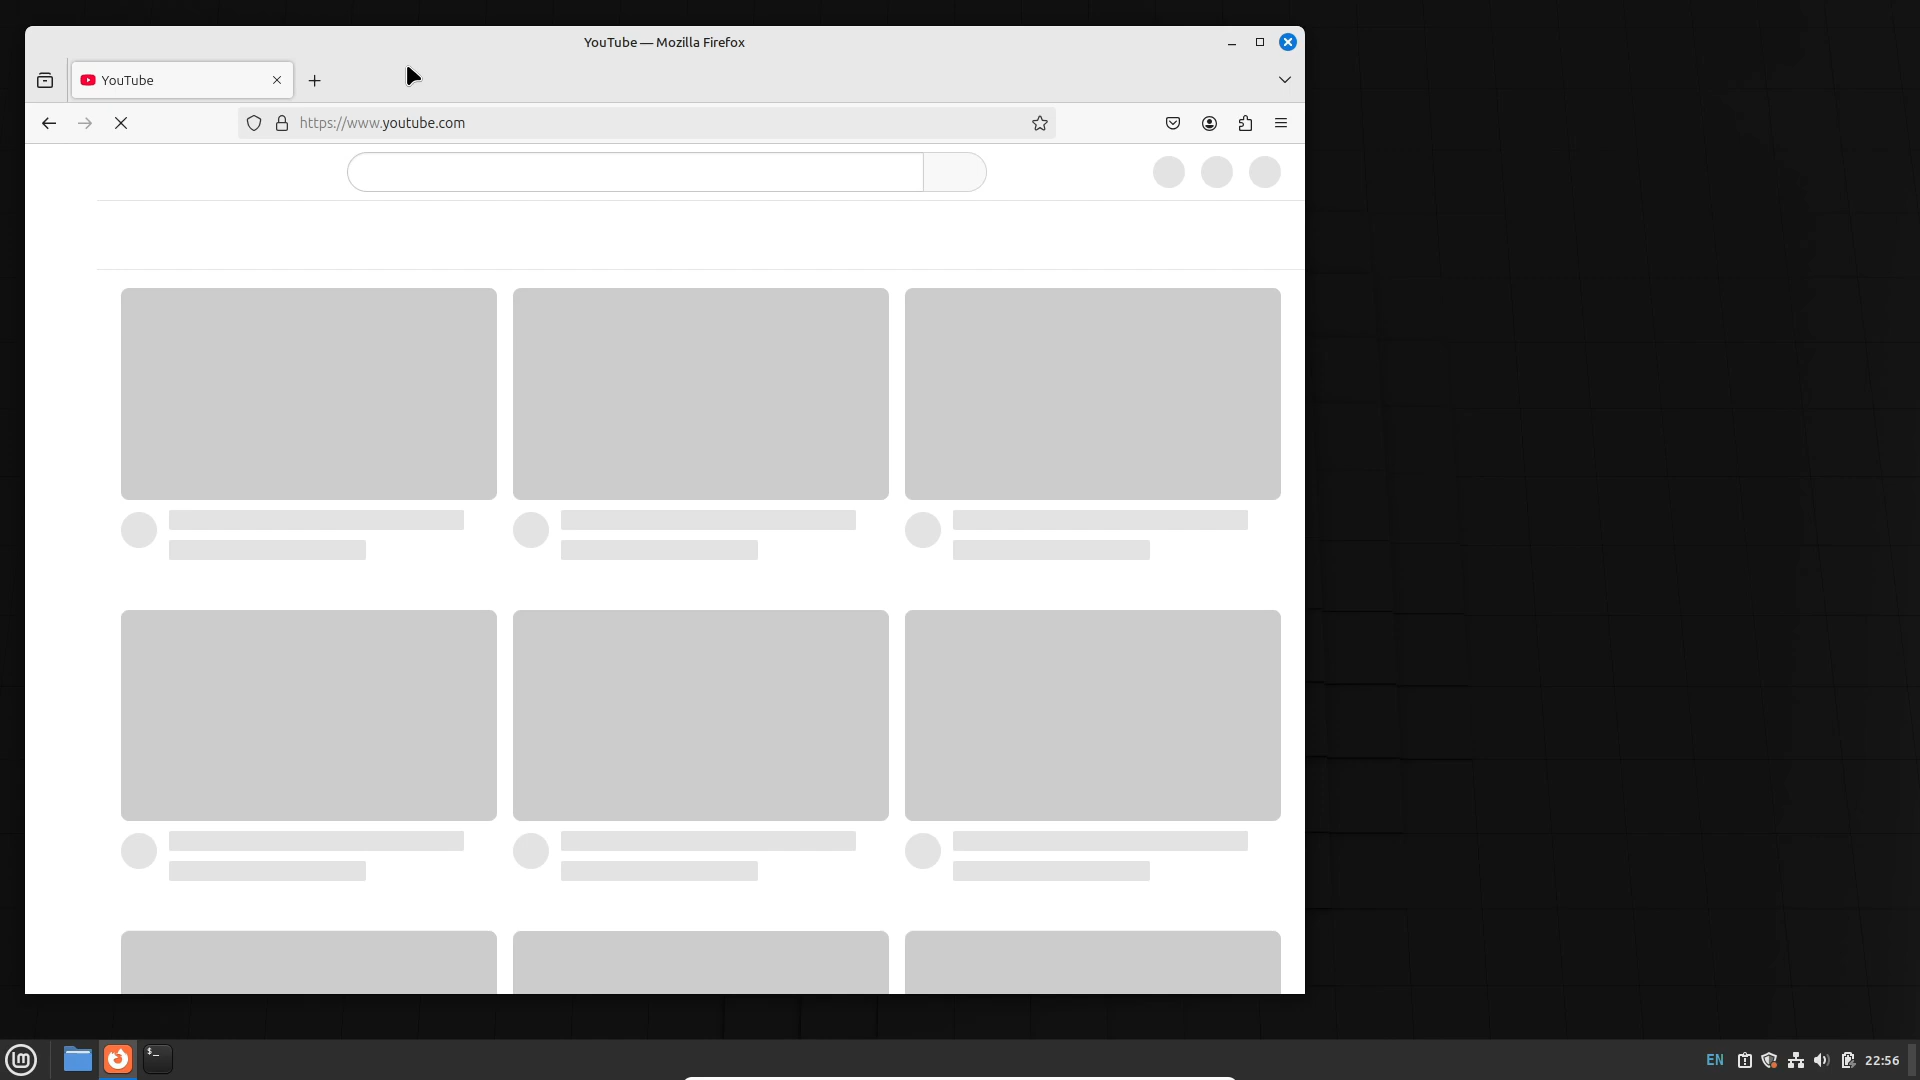 YouTube — Mozilla Firefox
YouTube
https://www.youtube.com
$_
EN
22:56